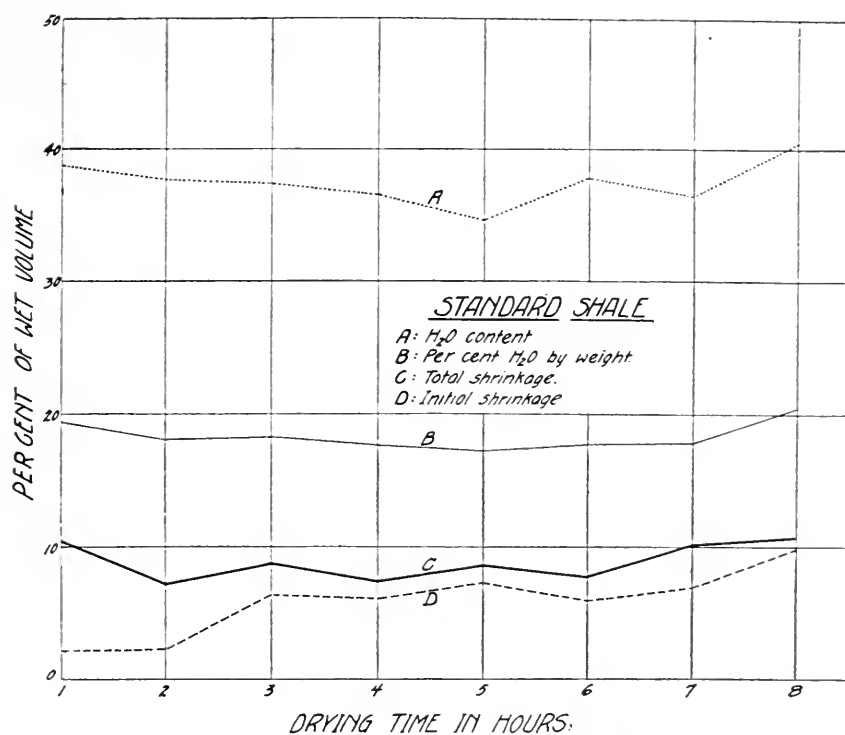 50
40
30
20
10
0
PER CENT OF WET VOLUME
A
STANDARD SHALE
A: H₂O content
B: Per cent H₂O by weight.
C: Total shrinkage.
D: Initial shrinkage
B
C
D
1 2 3 4 5 6 7 8
DRYING TIME IN HOURS.